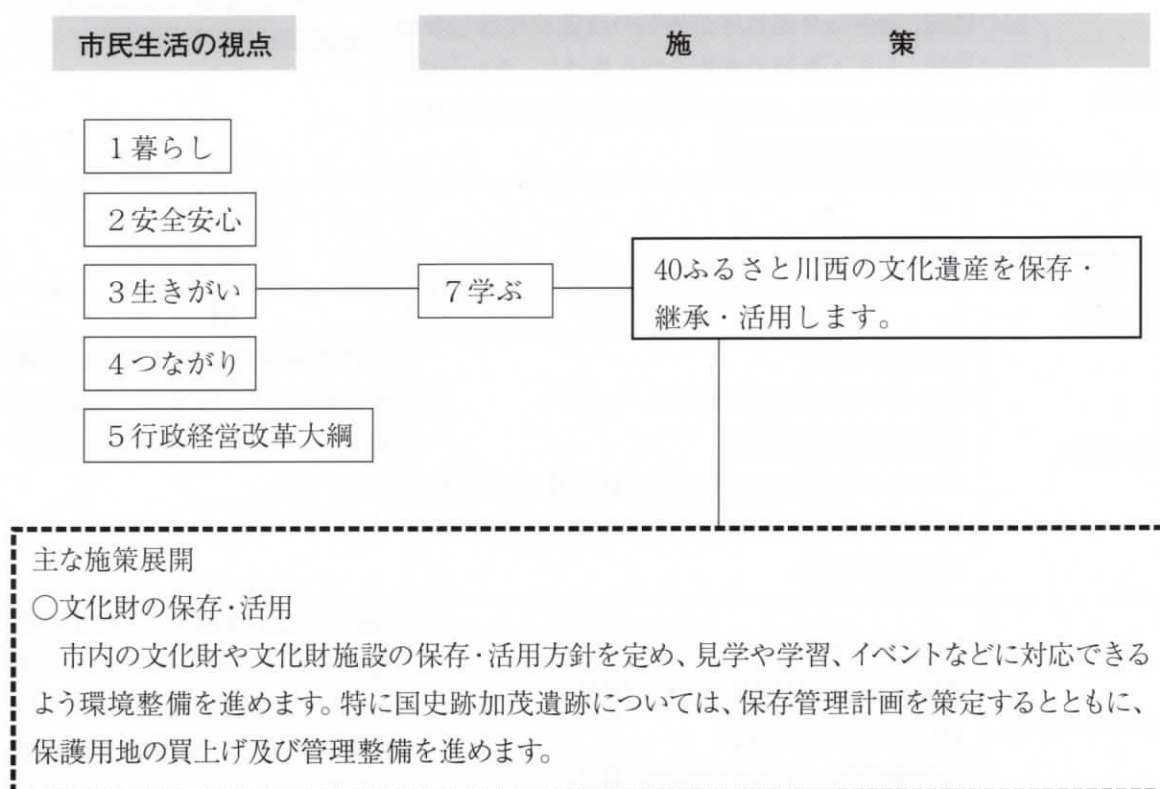 市民生活の視点
施　策
1暮らし
2安全安心
3生きがい
7学ぶ
40ふるさと川西の文化遺産を保存・
継承・活用します。
4つながり
5行政経営改革大綱
主な施策展開
○文化財の保存・活用
市内の文化財や文化財施設の保存・活用方針を定め、見学や学習、イベントなどに対応できる
よう環境整備を進めます。特に国史跡加茂遺跡については、保存管理計画を策定するとともに、
保護用地の買上げ及び管理整備を進めます。